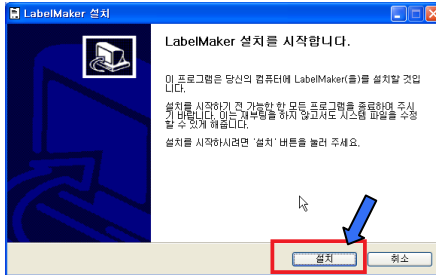 LabelMaker 설치
LabelMaker 설치를 시작합니다.
이 프로그램은 당신의 컴퓨터에 LabelMaker(을)를 설치할 것입
니다.
설치를 시작하기 전 가능한 한 모든 프로그램을 종료하여 주시
기 바랍니다. 이는 재부팅을 하지 않고서도 시스템 파일을 수정
할 수 있게 해줍니다.
설치를 시작하시려면 '설치' 버튼을 눌러 주세요.
설치
취소